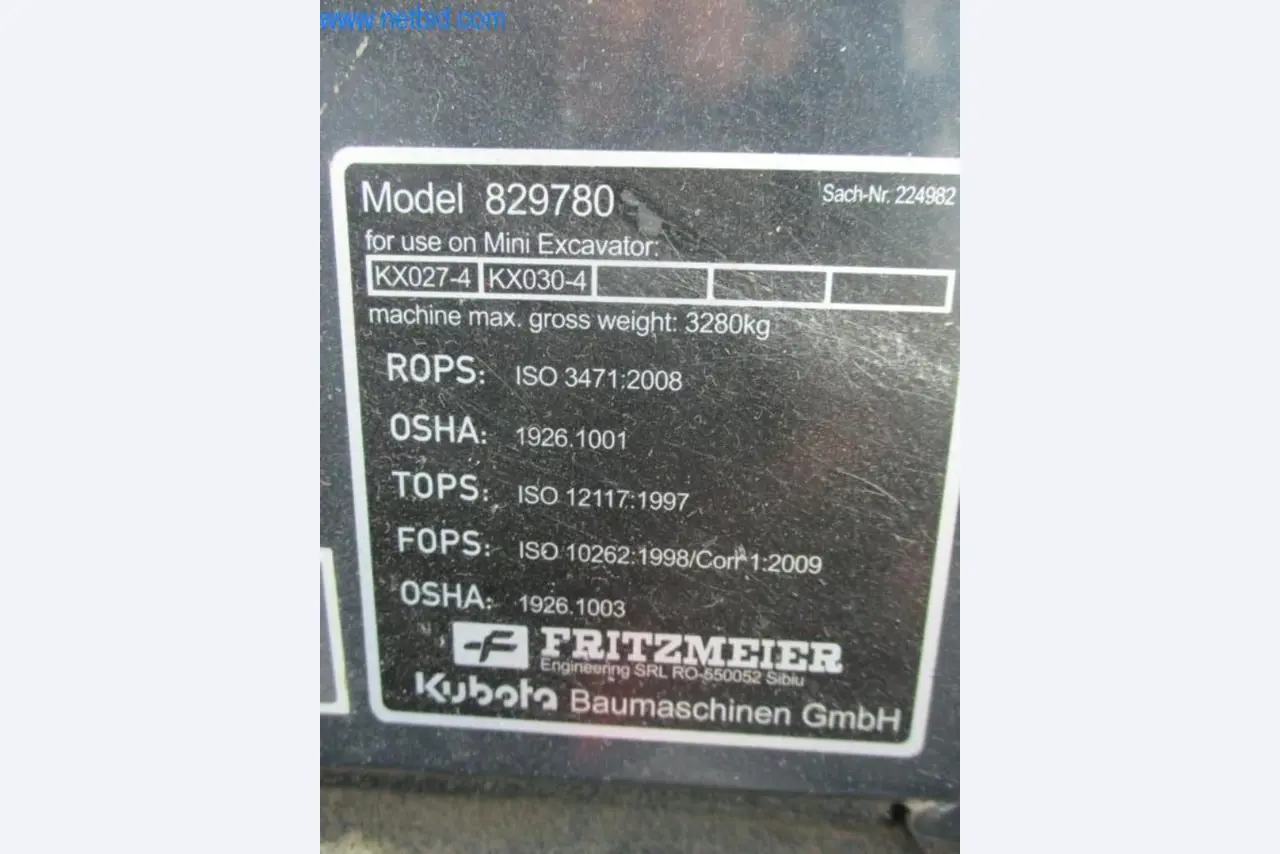 www.netbid.com
Model 829780 Sach-Nr. 224982
for use on Mini Excavator:
KX027-4 KX030-4
machine max. gross weight: 3280kg
ROPS: ISO 3471:2008
OSHA: 1926.1001
TOPS: ISO 12117:1997
FOPS: ISO 10262:1998/Corr 1:2009
OSHA: 1926.1003
FRITZMEIER
Engineering SRL RO-550052 Sibiu
Kubota Baumaschinen GmbH